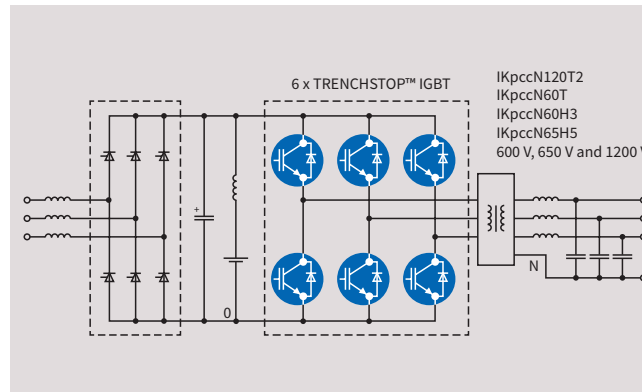 6 x TRENCHSTOP™ IGBT
IKpccN120T2
IKpccN60T
IKpccN60H3
IKpccN65H5
600 V, 650 V and 1200 V
+
0
N